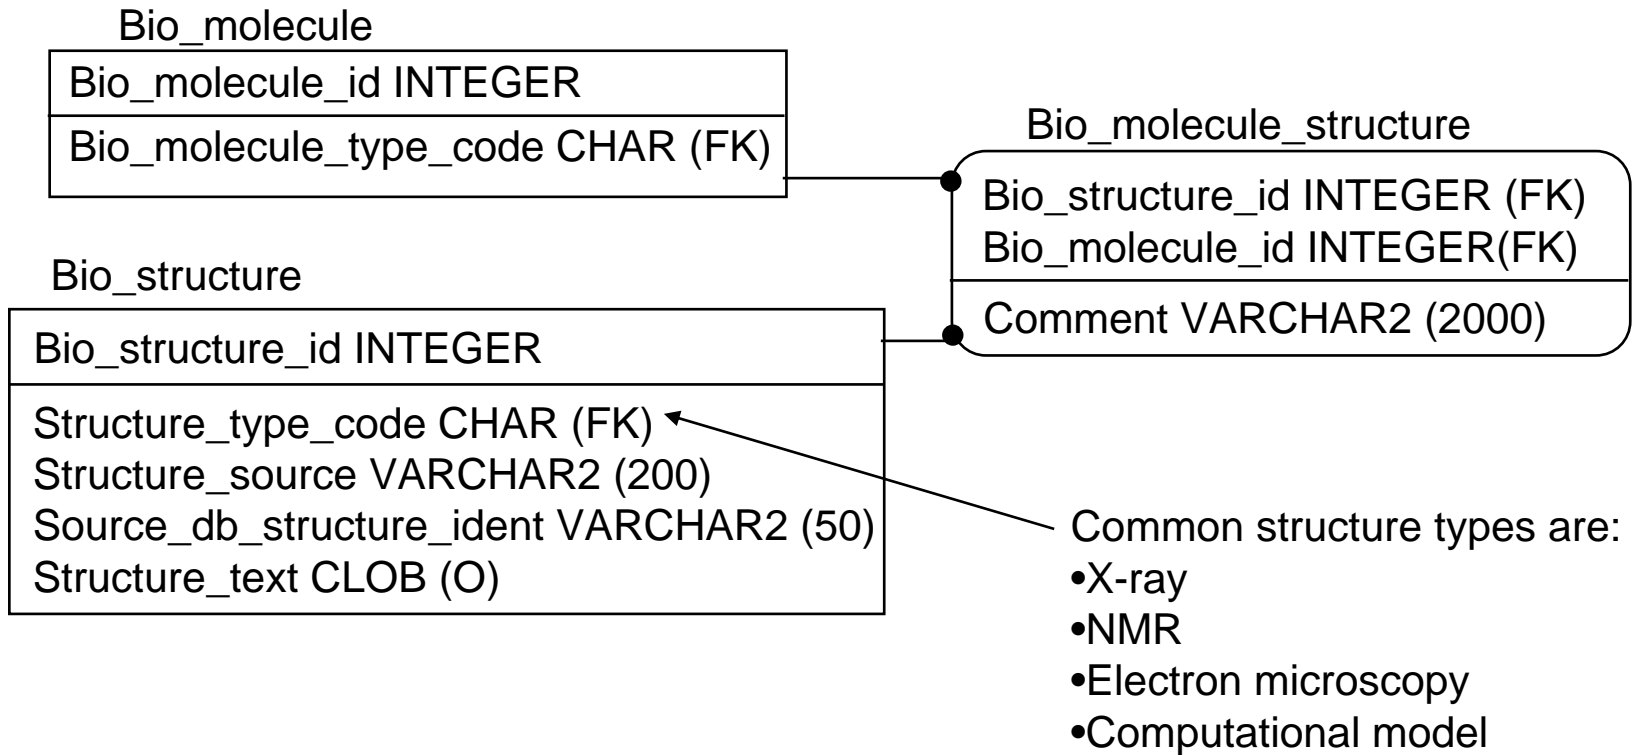 Bio_molecule
Bio_molecule_id INTEGER
Bio_molecule_type_code CHAR (FK)
Bio_molecule_structure
Bio_structure_id INTEGER (FK)
Bio_molecule_id INTEGER(FK)
Comment VARCHAR2 (2000)
Bio_structure
Bio_structure_id INTEGER
Structure_type_code CHAR (FK)
Structure_source VARCHAR2 (200)
Source_db_structure_ident VARCHAR2 (50)
Structure_text CLOB (O)
Common structure types are:
•X-ray
•NMR
•Electron microscopy
•Computational model